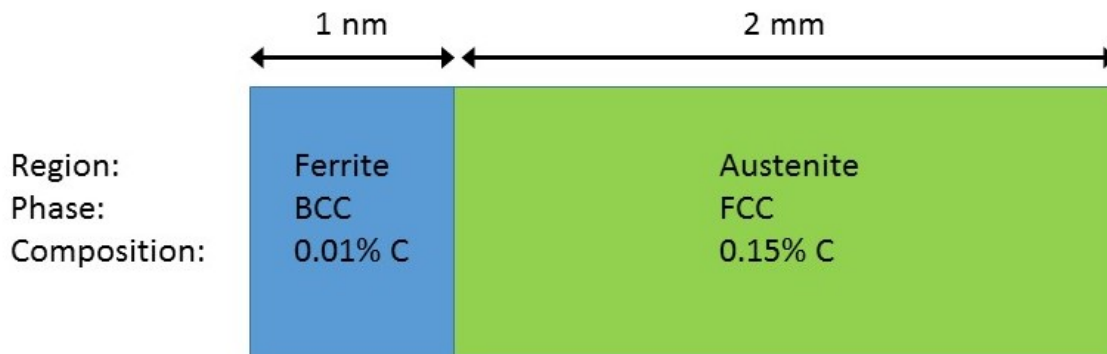 1 nm 2 mm
Region: Ferrite Austenite
Phase: BCC FCC
Composition: 0.01% C 0.15% C